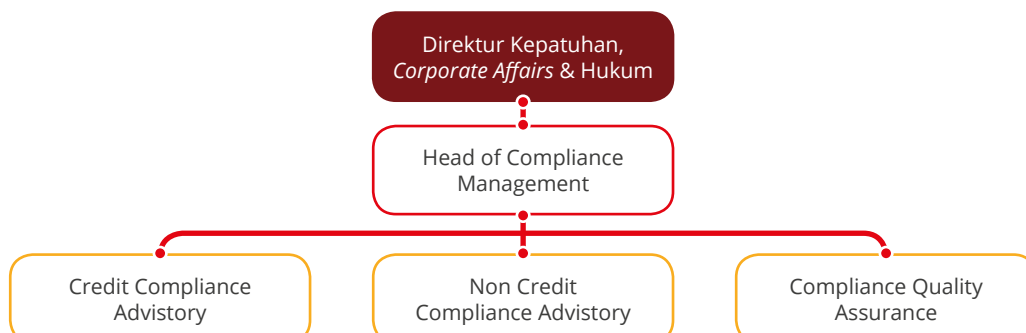 Direktur Kepatuhan,
Corporate Affairs & Hukum
Head of Compliance
Management
Credit Compliance
Advistory
Non Credit
Compliance Advistory
Compliance Quality
Assurance